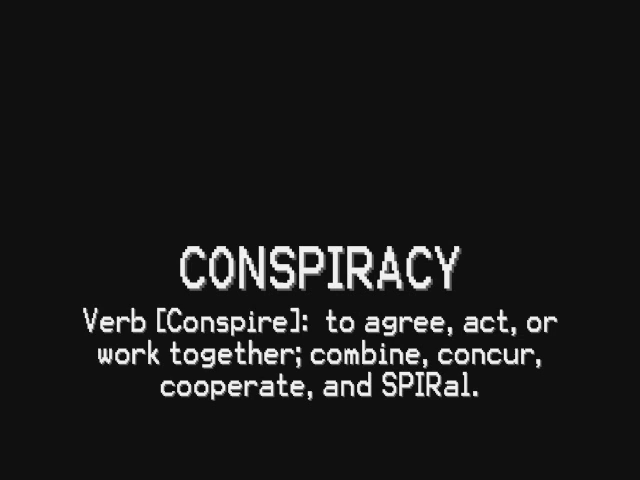 CONSPIRACY
Verb [Conspire]: to agree, act, or
work together; combine, concur,
cooperate, and SPIRal.